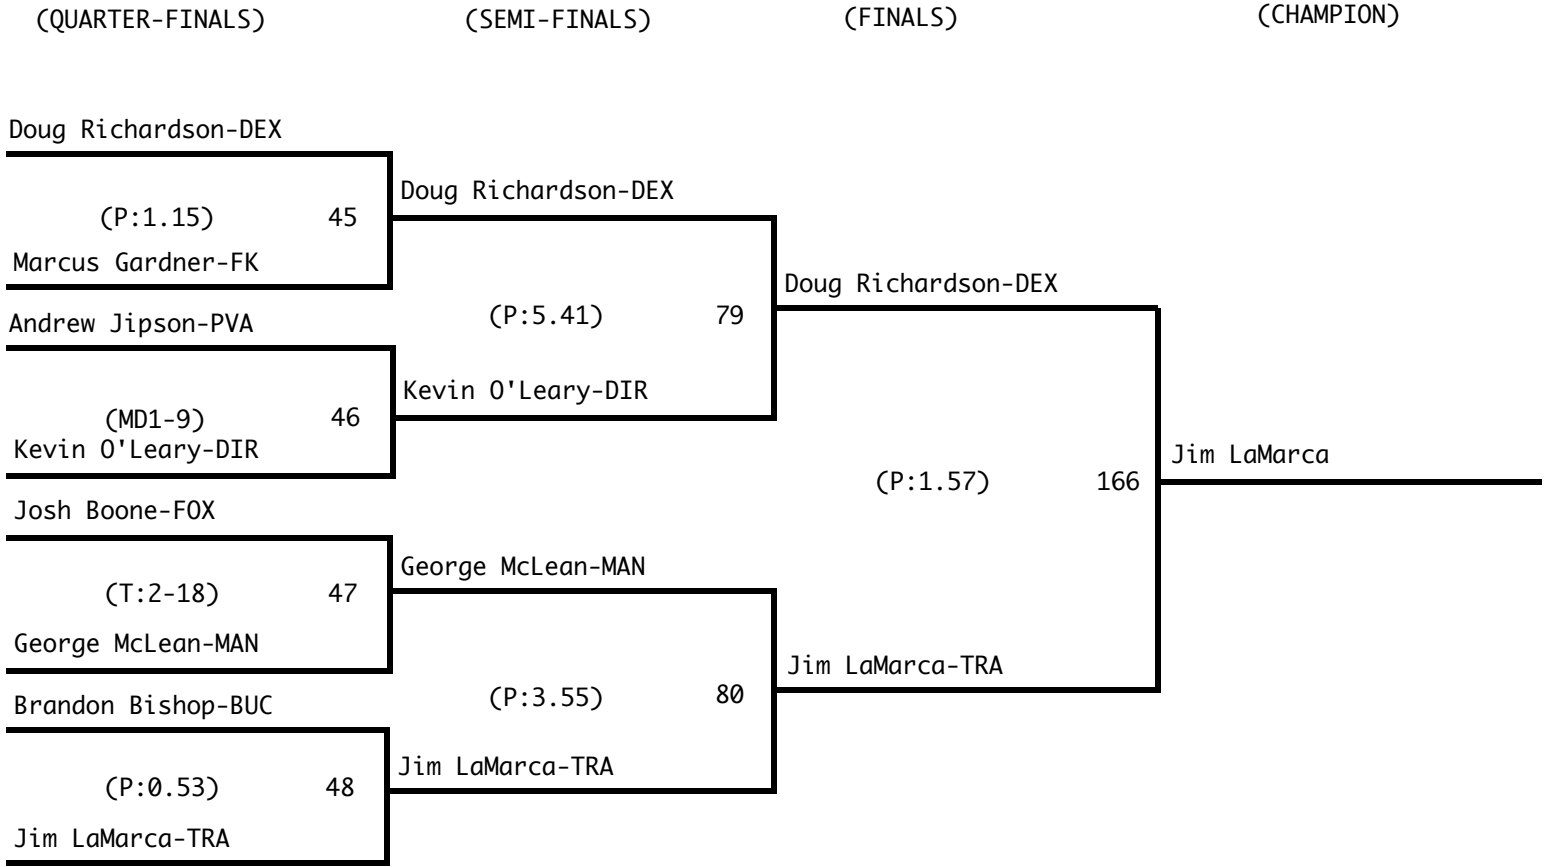 (QUARTER-FINALS) (SEMI-FINALS) (FINALS) (CHAMPION)
Doug Richardson-DEX
(P:1.15) 45
Marcus Gardner-FK
Andrew Jipson-PVA
(MD1-9) 46
Kevin O'Leary-DIR
Josh Boone-FOX
(T:2-18) 47
George McLean-MAN
Brandon Bishop-BUC
(P:0.53) 48
Jim LaMarca-TRA
Doug Richardson-DEX
(P:5.41) 79
Kevin O'Leary-DIR
George McLean-MAN
(P:3.55) 80
Jim LaMarca-TRA
Doug Richardson-DEX
(P:1.57) 166
Jim LaMarca-TRA
Jim LaMarca